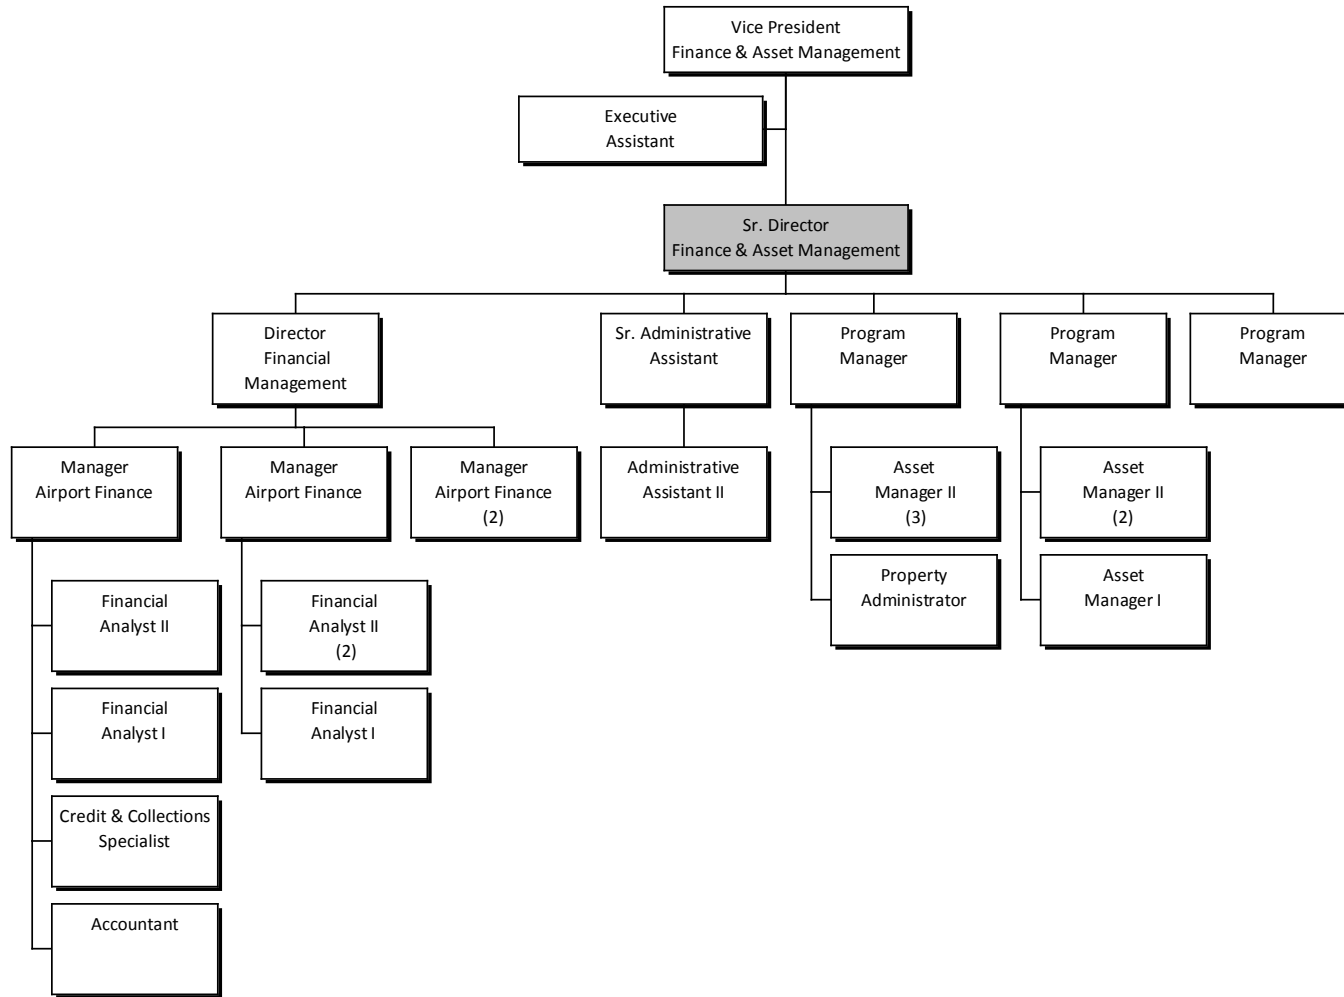 Vice President
Finance & Asset Management
Executive
Assistant
Sr. Director
Finance & Asset Management
Director
Financial
Management
Sr. Administrative
Assistant
Program
Manager
Program
Manager
Program
Manager
Manager
Airport Finance
Manager
Airport Finance
Manager
Airport Finance
(2)
Administrative
Assistant II
Asset
Manager II
(3)
Asset
Manager II
(2)
Property
Administrator
Asset
Manager I
Financial
Analyst II
Financial
Analyst II
(2)
Financial
Analyst I
Financial
Analyst I
Credit & Collections
Specialist
Accountant